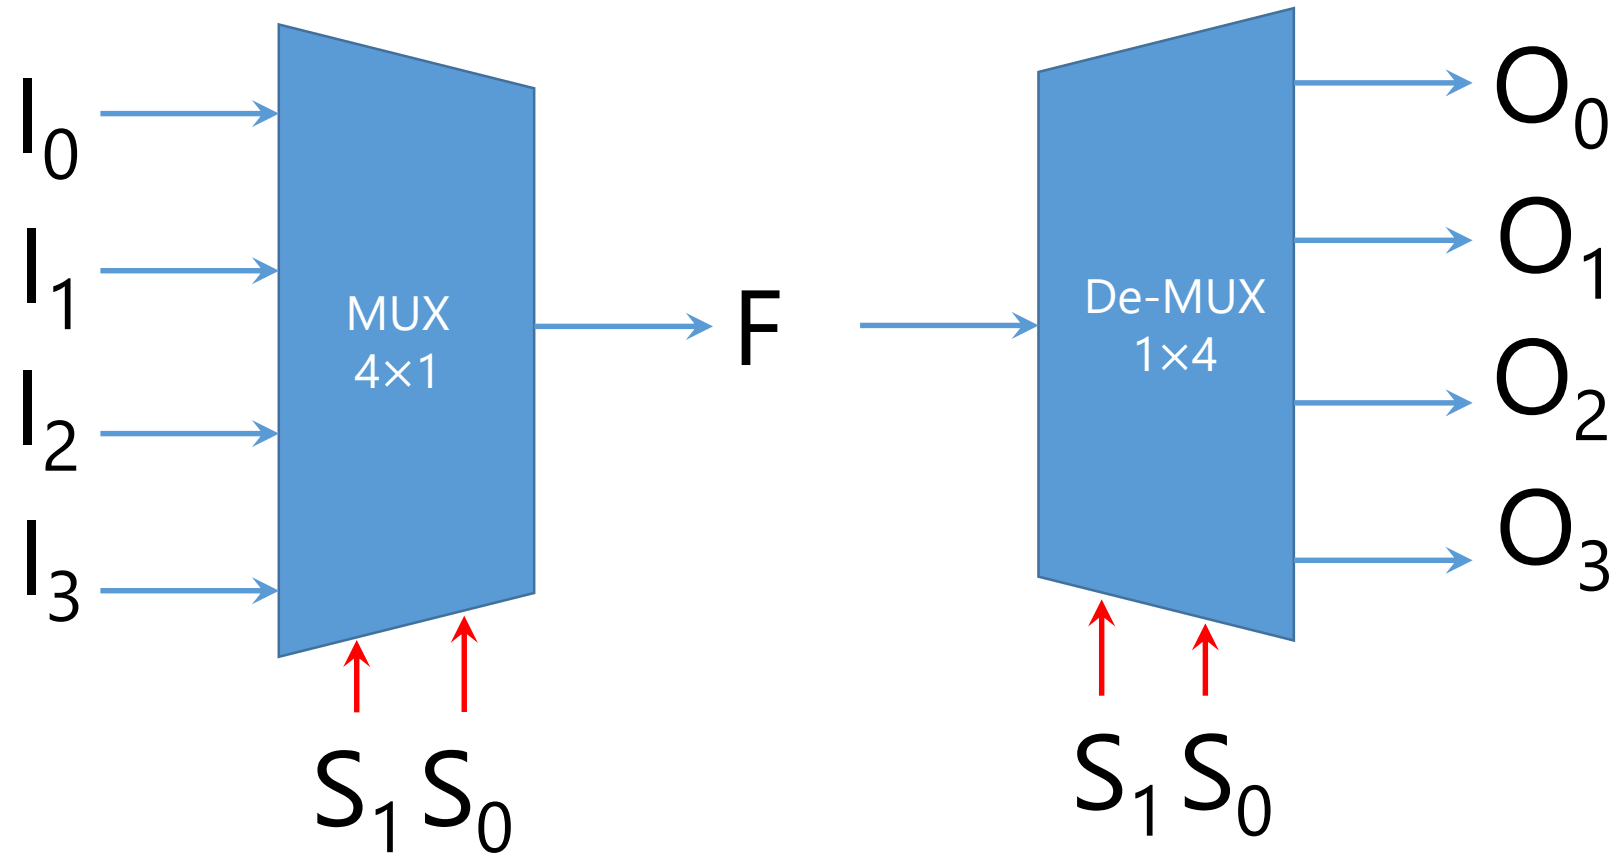 I₀
I₁
I₂
I₃
MUX
4×1
S₁ S₀
F
De-MUX
1×4
S₁ S₀
O₀
O₁
O₂
O₃